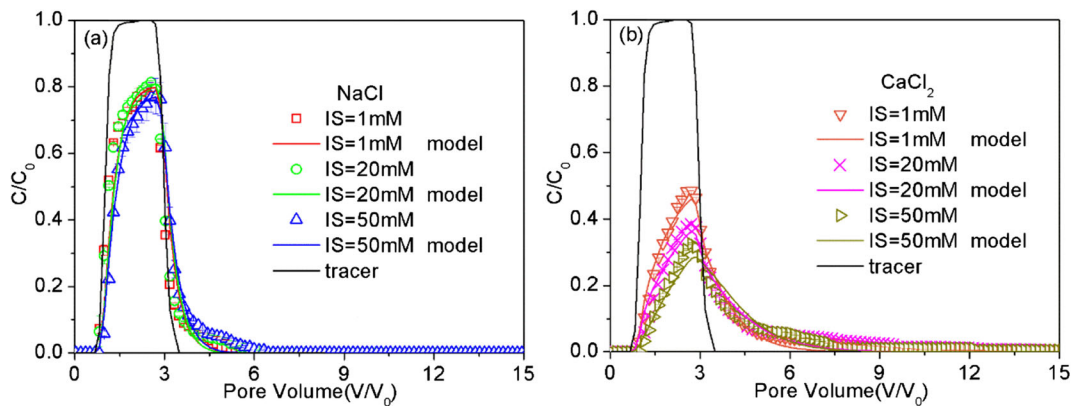 (a)
NaCl
IS=1mM
IS=1mM model
IS=20mM
IS=20mM model
IS=50mM
IS=50mM model
tracer
C/C₀
1.0
0.8
0.6
0.4
0.2
0.0
0 3 6 9 12 15
Pore Volume(V/V₀)
(b)
CaCl₂
IS=1mM
IS=1mM model
IS=20mM
IS=20mM model
IS=50mM
IS=50mM model
tracer
C/C₀
1.0
0.8
0.6
0.4
0.2
0.0
0 3 6 9 12 15
Pore Volume(V/V₀)